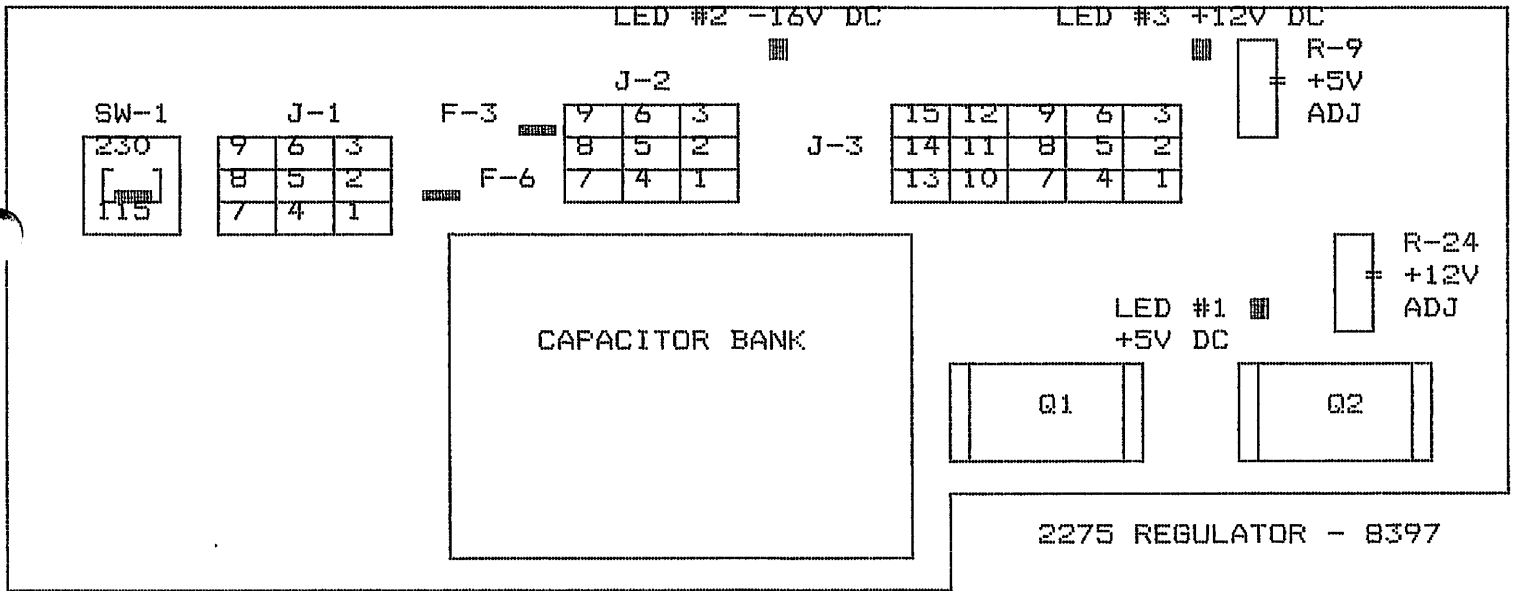 LED #2 -16V DC
LED #3 +12V DC
R-9
+5V
ADJ
J-2
SW-1
J-1
F-3
9 6 3
15 12 9 6 3
230
9 6 3
8 5 2
J-3
14 11 8 5 2
8 5 2
F-6
7 4 1
13 10 7 4 1
115
7 4 1
R-24
+12V
ADJ
LED #1
+5V DC
CAPACITOR BANK
Q1
Q2
2275 REGULATOR - 8397